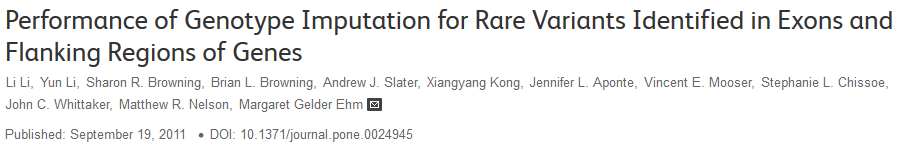 Performance of Genotype Imputation for Rare Variants Identified in Exons and
Flanking Regions of Genes
Li Li, Yun Li, Sharon R. Browning, Brian L. Browning, Andrew J. Slater, Xiangyang Kong, Jennifer L. Aponte, Vincent E. Mooser, Stephanie L. Chissoe,
John C. Whittaker, Matthew R. Nelson, Margaret Gelder Ehm
Published: September 19, 2011 • DOI: 10.1371/journal.pone.0024945